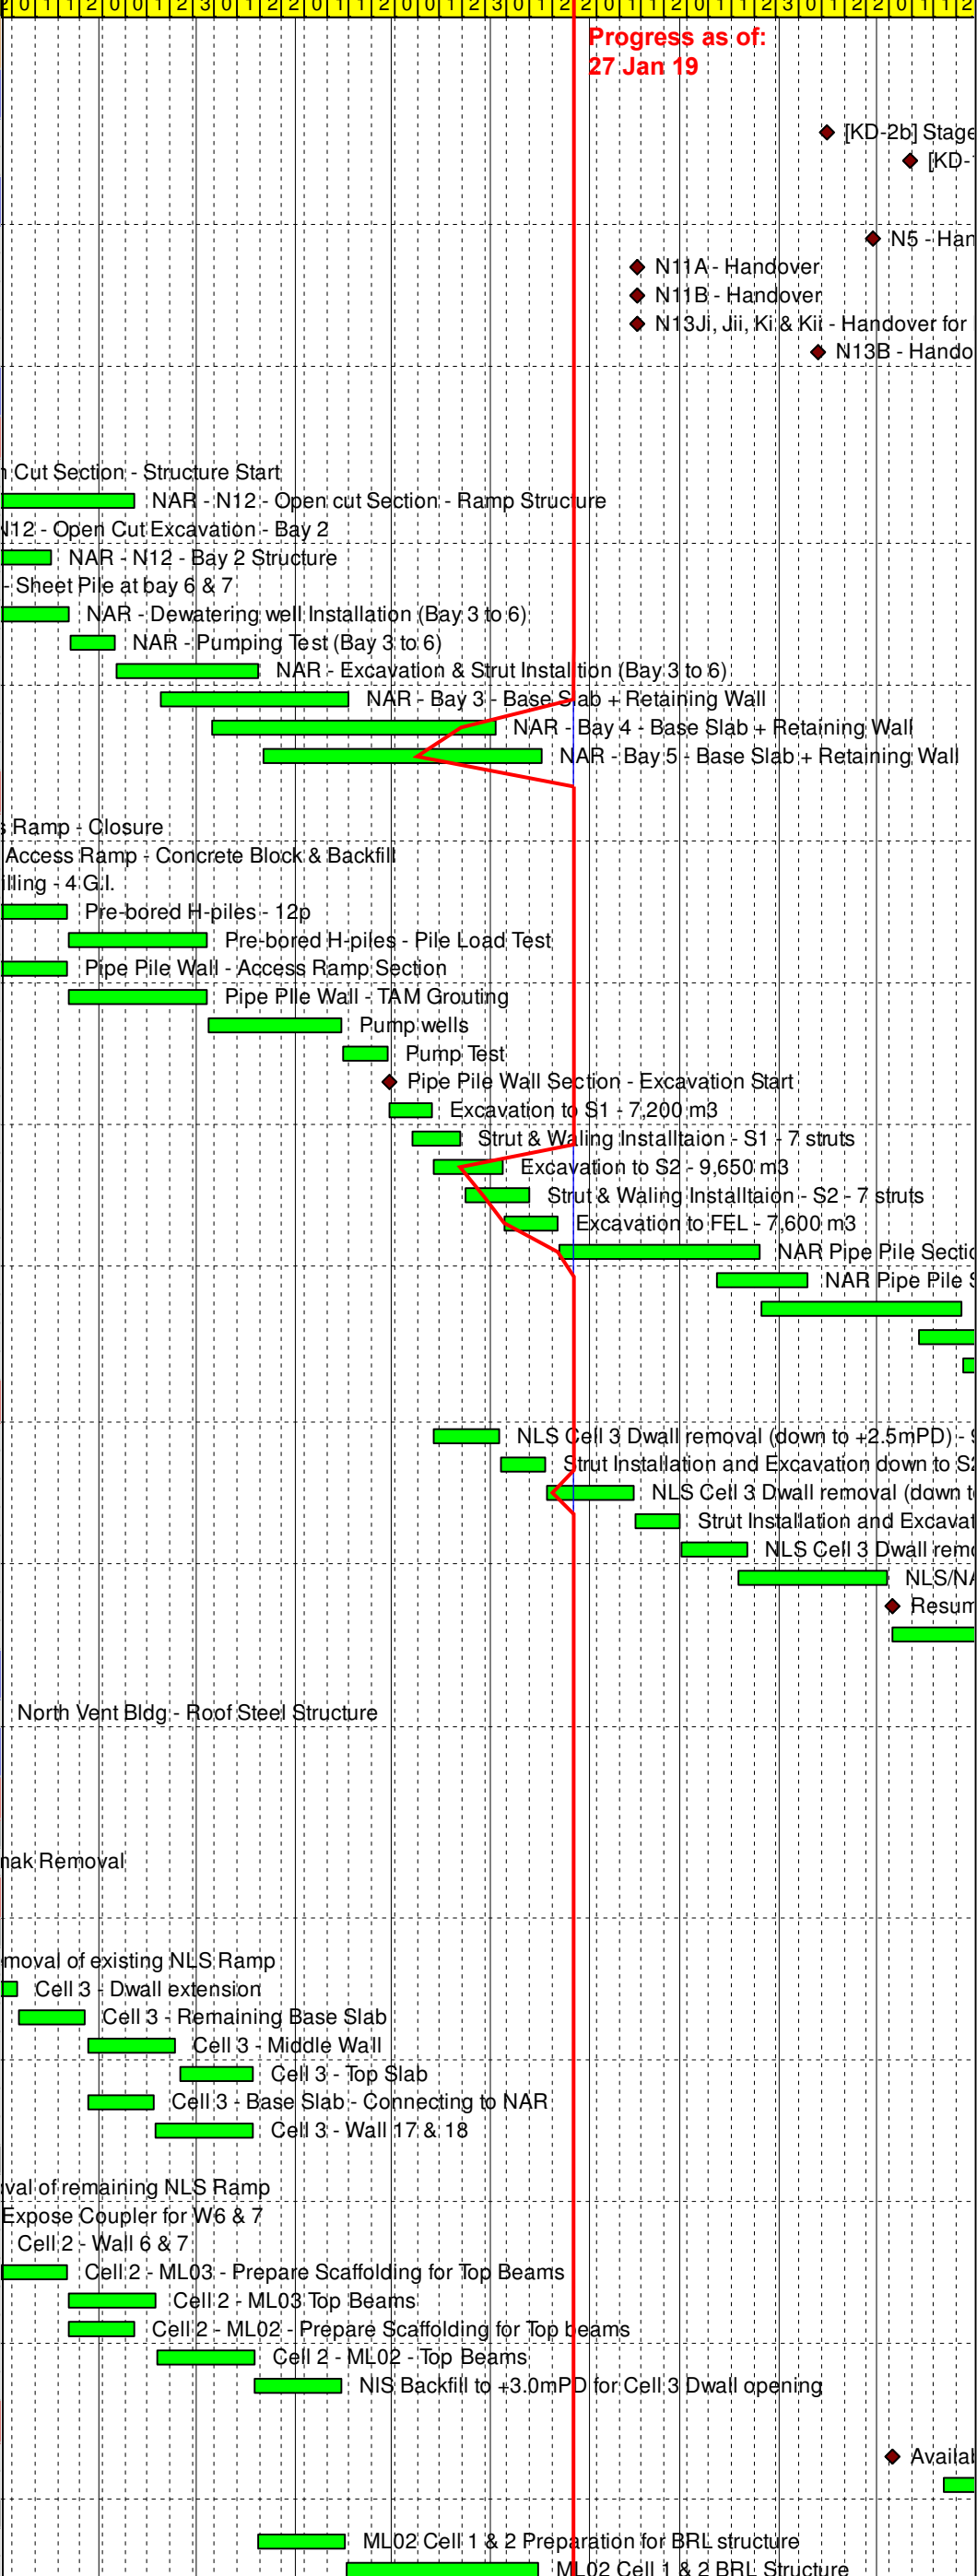 Progress as of:
27 Jan 19
[KD-2b] Stage
[KD-
N5 - Han
N11A - Handover
N11B - Handover
N13Ji, Jii, Ki & Kii - Handover for
N13B - Hando
Cut Section - Structure Start
NAR - N12 - Open cut Section - Ramp Structure
N12 - Open Cut Excavation - Bay 2
NAR - N12 - Bay 2 Structure
- Sheet Pile at bay 6 & 7
NAR - Dewatering well Installation (Bay 3 to 6)
NAR - Pumping Test (Bay 3 to 6)
NAR - Excavation & Strut Installtion (Bay 3 to 6)
NAR - Bay 3 - Base Slab + Retaining Wall
NAR - Bay 4 - Base Slab + Retaining Wall
NAR - Bay 5 - Base Slab + Retaining Wall
s Ramp - Closure
Access Ramp - Concrete Block & Backfill
illing - 4 G.I.
Pre-bored H-piles - 12p
Pre-bored H-piles - Pile Load Test
Pipe Pile Wall - Access Ramp Section
Pipe PIle Wall - TAM Grouting
Pump wells
Pump Test
Pipe Pile Wall Section - Excavation Start
Excavation to S1 - 7,200 m3
Strut & Waling Installtaion - S1 - 7 struts
Excavation to S2 - 9,650 m3
Strut & Waling Installtaion - S2 - 7 struts
Excavation to FEL - 7,600 m3
NAR Pipe Pile Sectio
NAR Pipe Pile S
NLS Cell 3 Dwall removal (down to +2.5mPD) - 9
Strut Installation and Excavation down to S2
NLS Cell 3 Dwall removal (down to
Strut Installation and Excavat
NLS Cell 3 Dwall remo
NLS/NA
Resum
North Vent Bldg - Roof Steel Structure
nak Removal
moval of existing NLS Ramp
Cell 3 - Dwall extension
Cell 3 - Remaining Base Slab
Cell 3 - Middle Wall
Cell 3 - Top Slab
Cell 3 - Base Slab - Connecting to NAR
Cell 3 - Wall 17 & 18
val of remaining NLS Ramp
Expose Coupler for W6 & 7
Cell 2 - Wall 6 & 7
Cell 2 - ML03 - Prepare Scaffolding for Top Beams
Cell 2 - ML03 Top Beams
Cell 2 - ML02 - Prepare Scaffolding for Top beams
Cell 2 - ML02 - Top Beams
NIS Backfill to +3.0mPD for Cell 3 Dwall opening
Availab
ML02 Cell 1 & 2 Preparation for BRL structure
ML02 Cell 1 & 2 BRL Structure